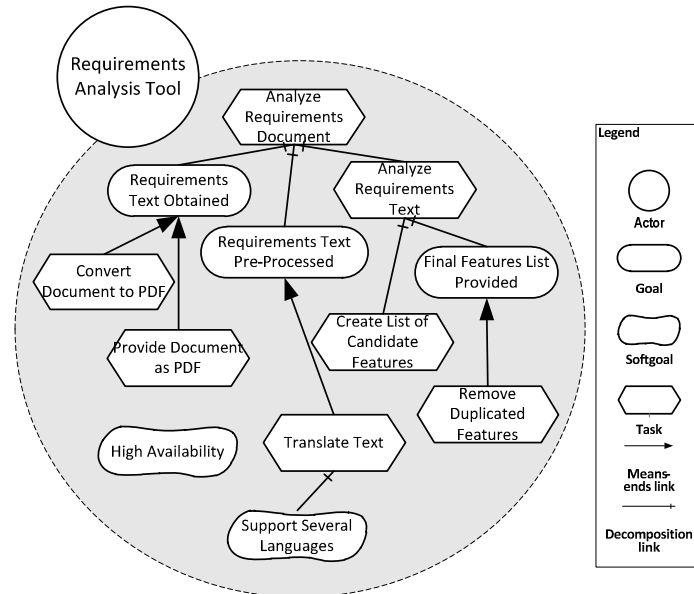 Requirements
Analysis Tool
Analyze
Requirements
Document
Requirements
Text Obtained
Analyze
Requirements
Text
Requirements Text
Pre-Processed
Final Features List
Provided
Convert
Document to PDF
Provide Document
as PDF
Create List of
Candidate
Features
Remove
Duplicated
Features
High Availability
Translate Text
Support Several
Languages
Legend
Actor
Goal
Softgoal
Task
Means-
ends link
Decomposition
link